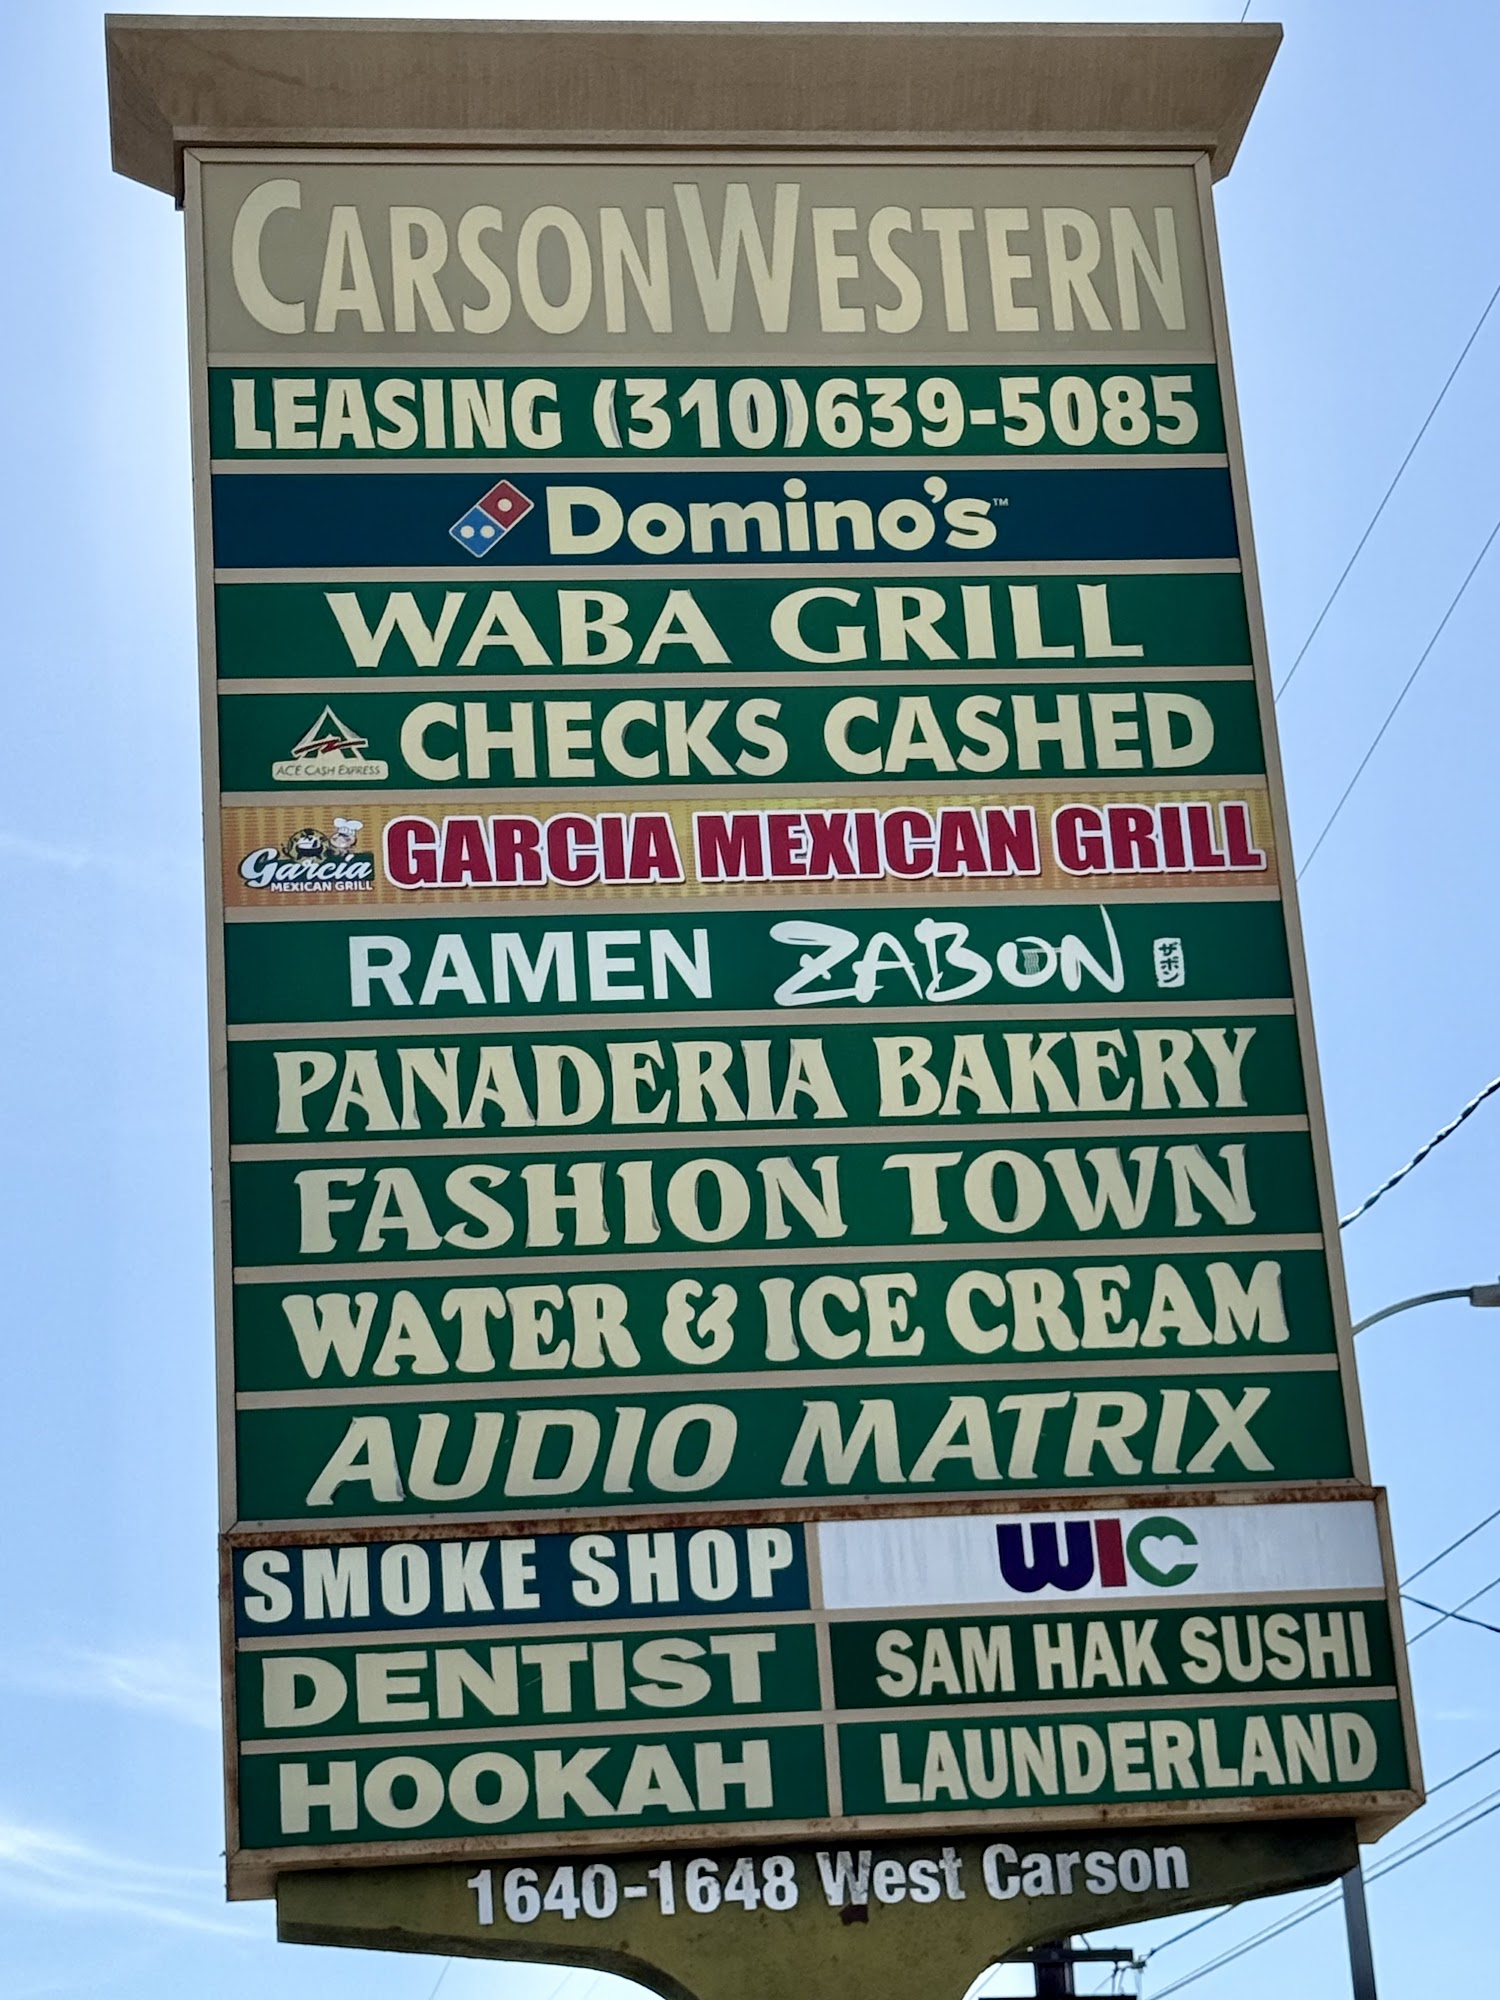 CARSONWESTERN
LEASING (310)639-5085
Domino's™
WABA GRILL
ACE CASH EXPRESS CHECKS CASHED
Garcia MEXICAN GRILL GARCIA MEXICAN GRILL
RAMEN ZABON ザボン
PANADERIA BAKERY
FASHION TOWN
WATER & ICE CREAM
AUDIO MATRIX
SMOKE SHOP WIC
DENTIST SAM HAK SUSHI
HOOKAH LAUNDERLAND
1640-1648 West Carson